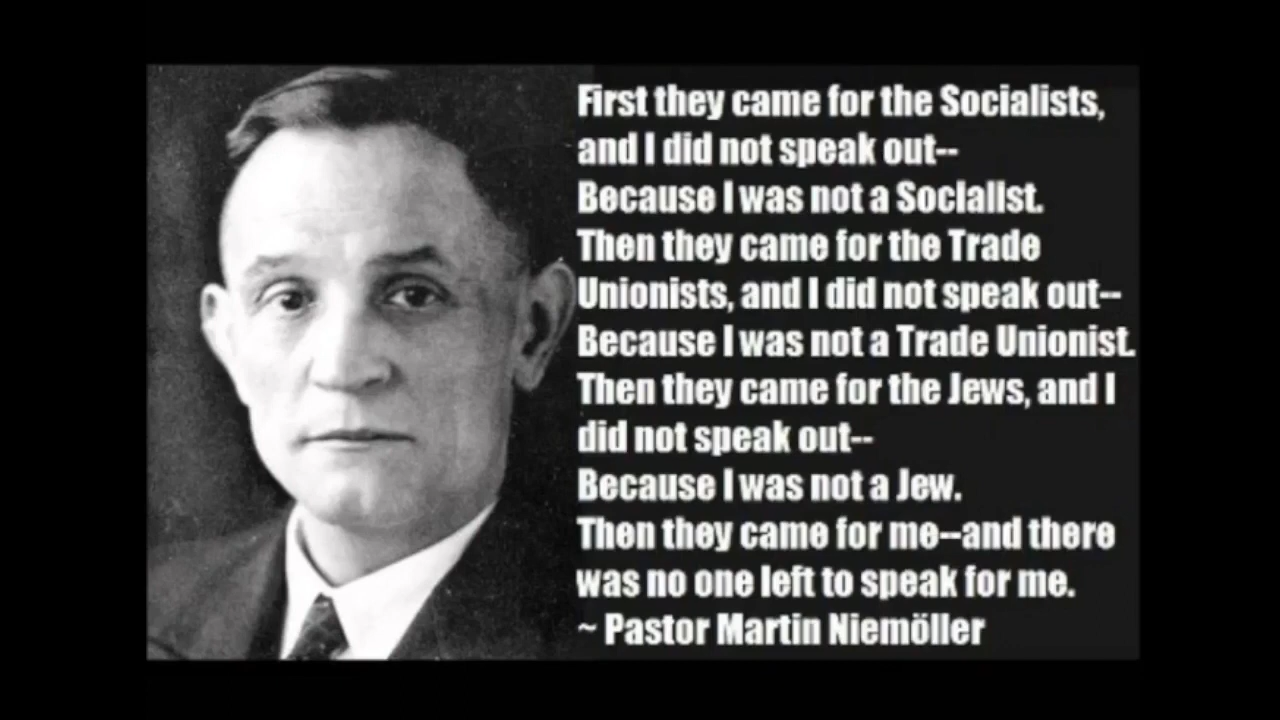 First they came for the Socialists,
and I did not speak out--
Because I was not a Socialist.
Then they came for the Trade
Unionists, and I did not speak out--
Because I was not a Trade Unionist.
Then they came for the Jews, and I
did not speak out--
Because I was not a Jew.
Then they came for me--and there
was no one left to speak for me.
~ Pastor Martin Niemöller